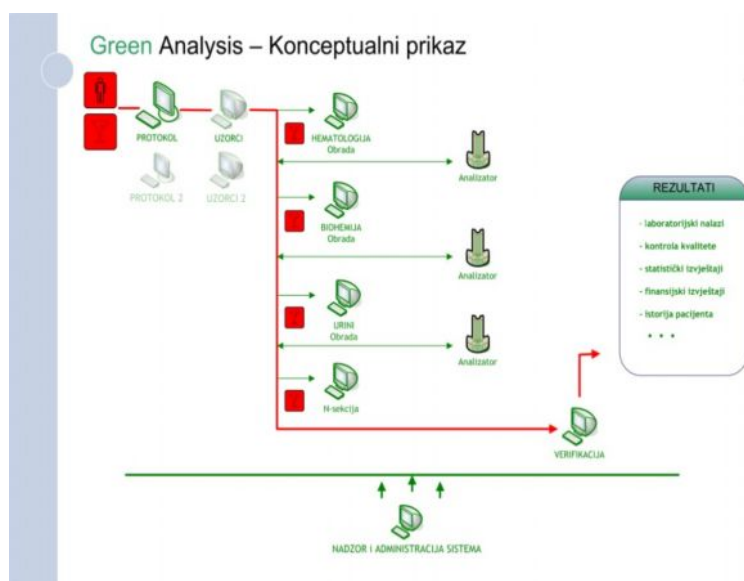 Green Analysis – Konceptualni prikaz
PROTOKOL
UZORCI
PROTOKOL 2
UZORCI 2
HEMATOLOGIJA
Obrada
Analizator
BIOHEMIJA
Obrada
Analizator
URINI
Obrada
Analizator
N-sekcija
VERIFIKACIJA
REZULTATI
- laboratorijski nalazi
- kontrola kvalitete
- statistički izvještaji
- finansijski izvještaji
- istorija pacijenta
• • •
NADZOR I ADMINISTRACIJA SISTEMA